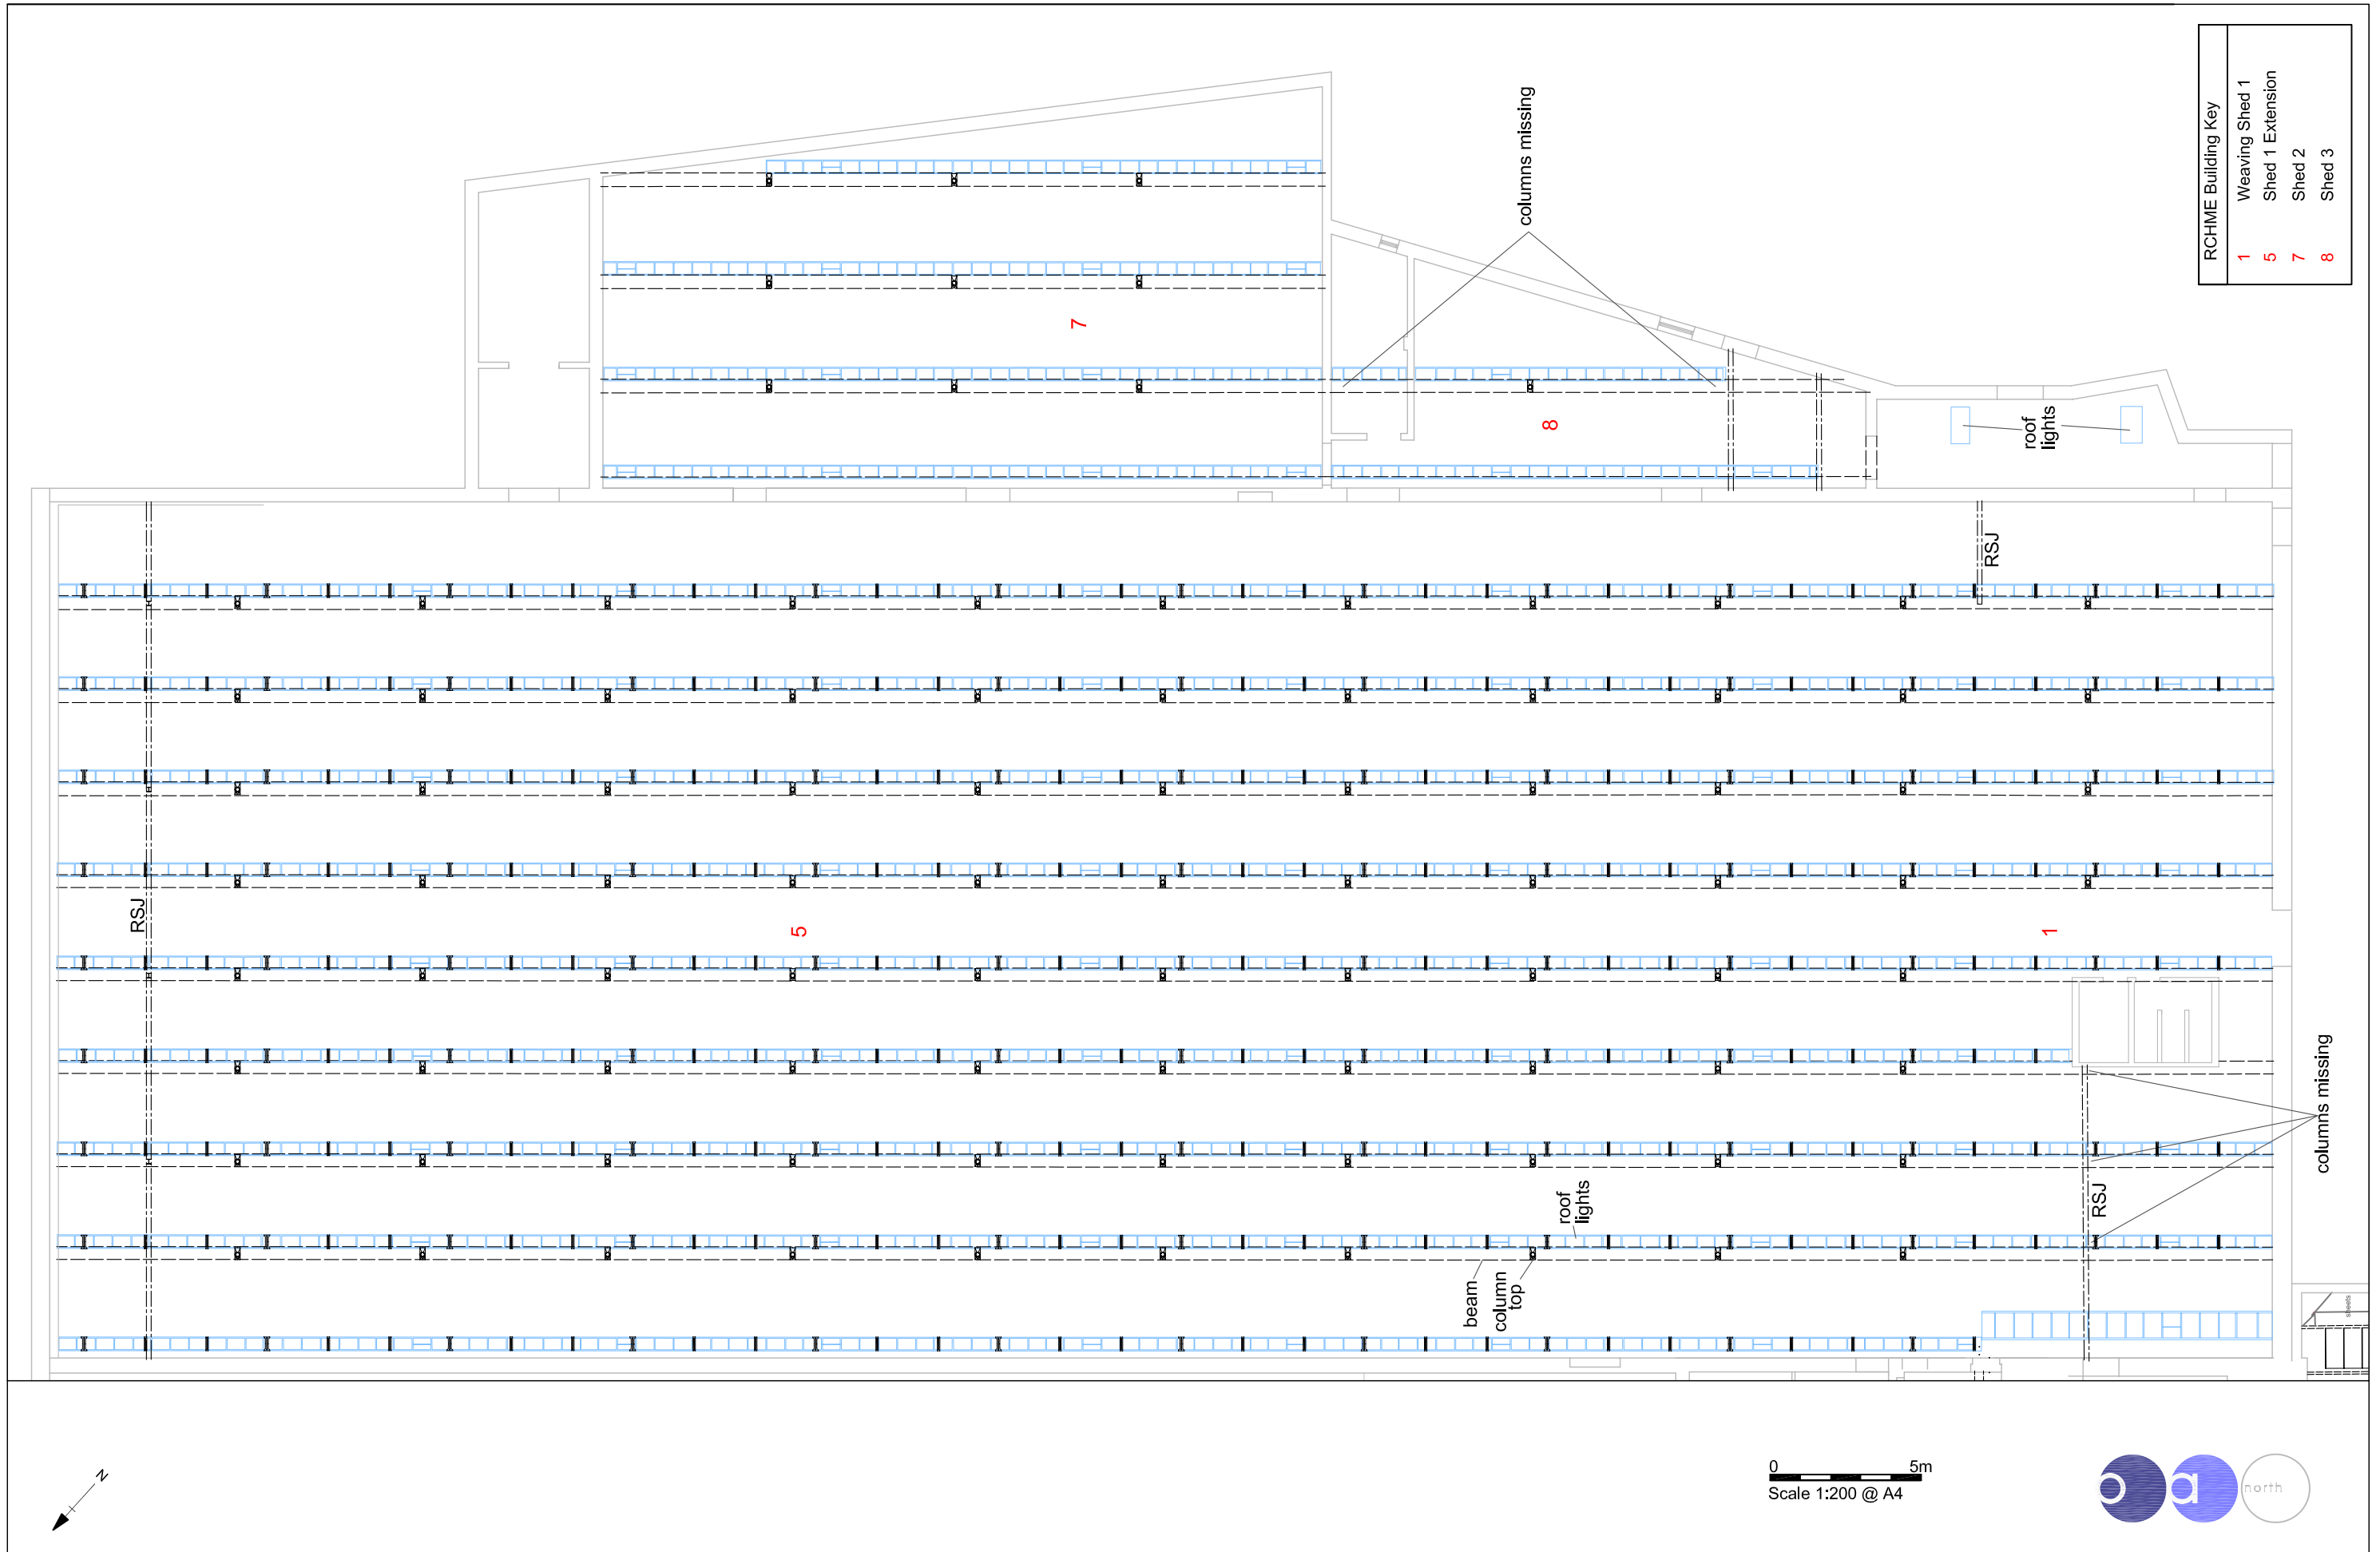 RCHME Building Key
1 Weaving Shed 1
5 Shed 1 Extension
7 Shed 2
8 Shed 3
columns missing
7
8
roof
lights
RSJ
RSJ
5
1
columns missing
RSJ
roof
lights
beam
column
top
sheets
N
0 5m
Scale 1:200 @ A4
oa
north